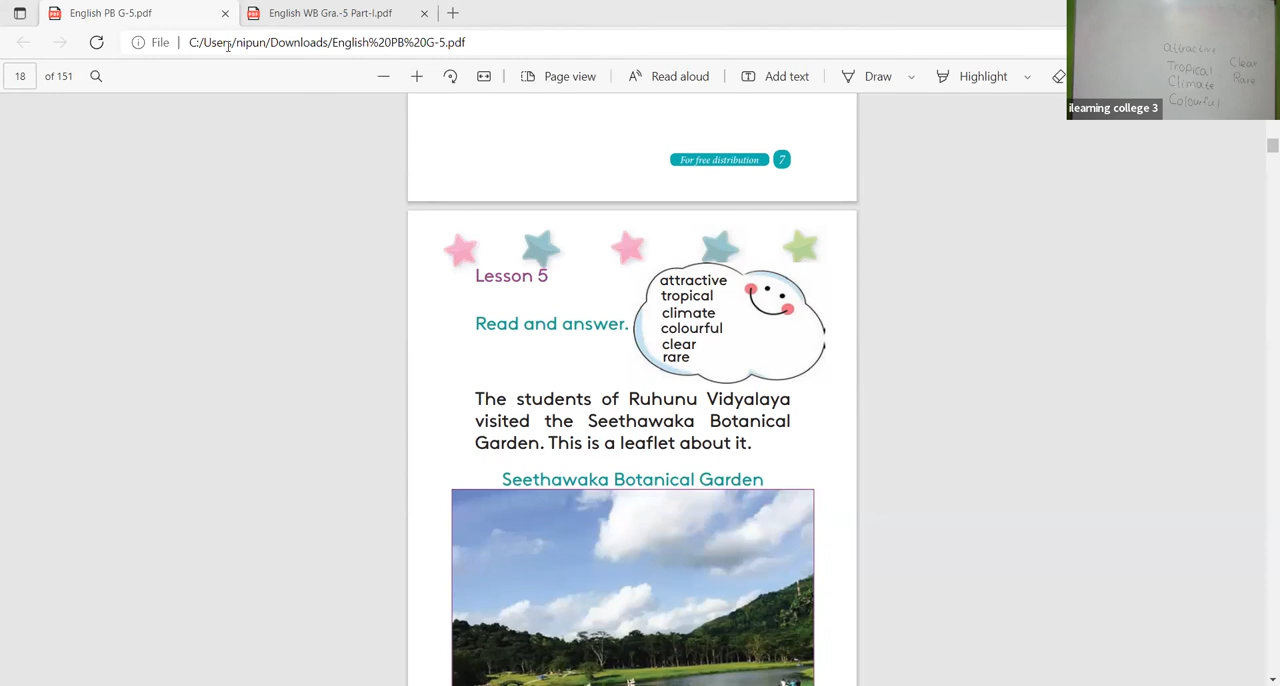 English PB G-5.pdf
English WB Gra.-5 Part-I.pdf
File
C:/Users/nipun/Downloads/English%20PB%20G-5.pdf
18 of 151
Page view
Read aloud
Add text
Draw
Highlight
Attractive
Tropical
Climate
Colourful
Clear
Rare
ilearning college 3
For free distribution 7
Lesson 5
attractive
tropical
climate
colourful
clear
rare
Read and answer.
The students of Ruhunu Vidyalaya
visited the Seethawaka Botanical
Garden. This is a leaflet about it.
Seethawaka Botanical Garden